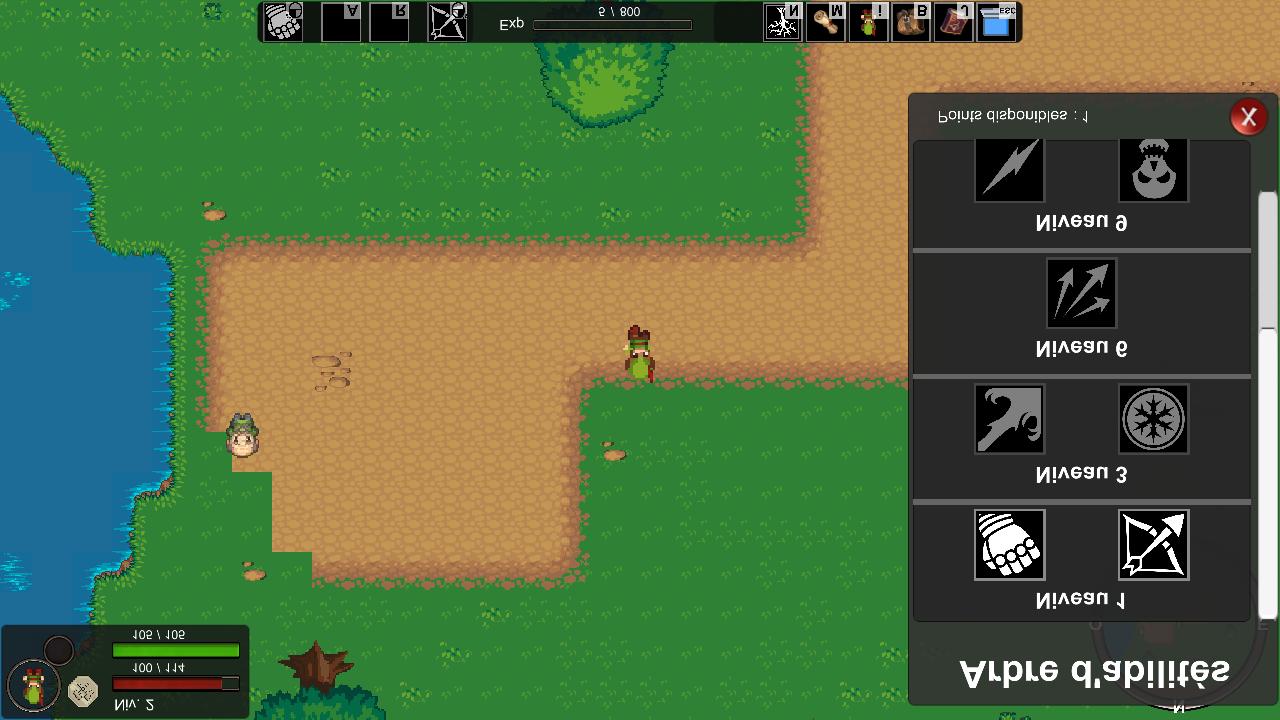 Niv. 2
100 / 114
105 / 105
N
E
O
Arbre d'abilités
Niveau 1
Niveau 3
Niveau 6
Niveau 9
Points disponibles : 1
X
A
R
Exp
5 / 800
N
M
I
B
J
ESC